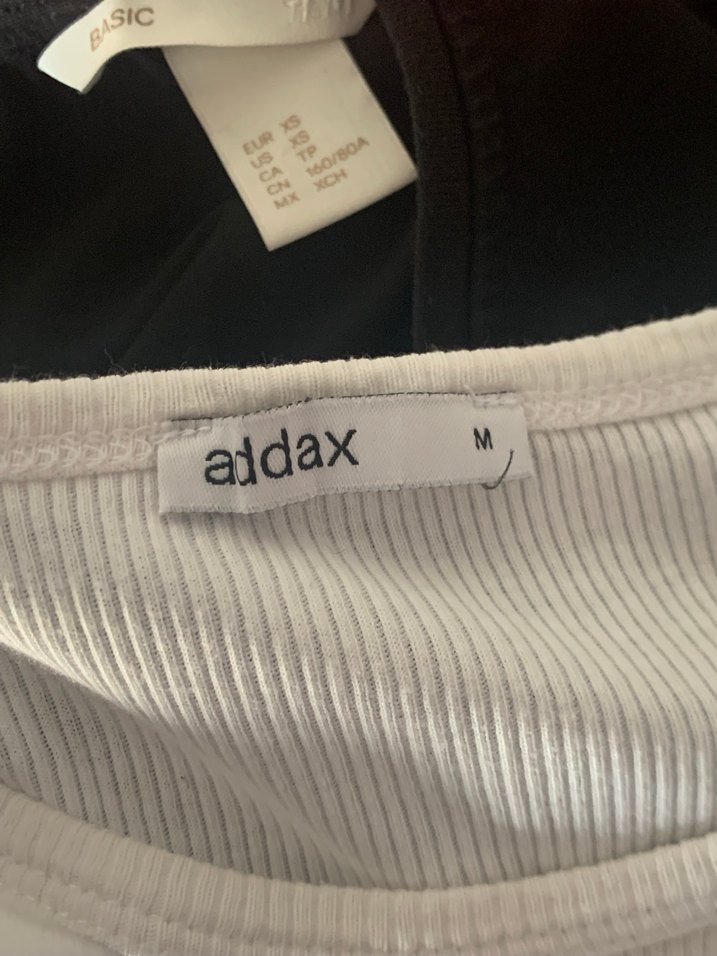 BASIC
EUR XS
US XS
CA TP
CN 160/80A
MX XCH
addax M